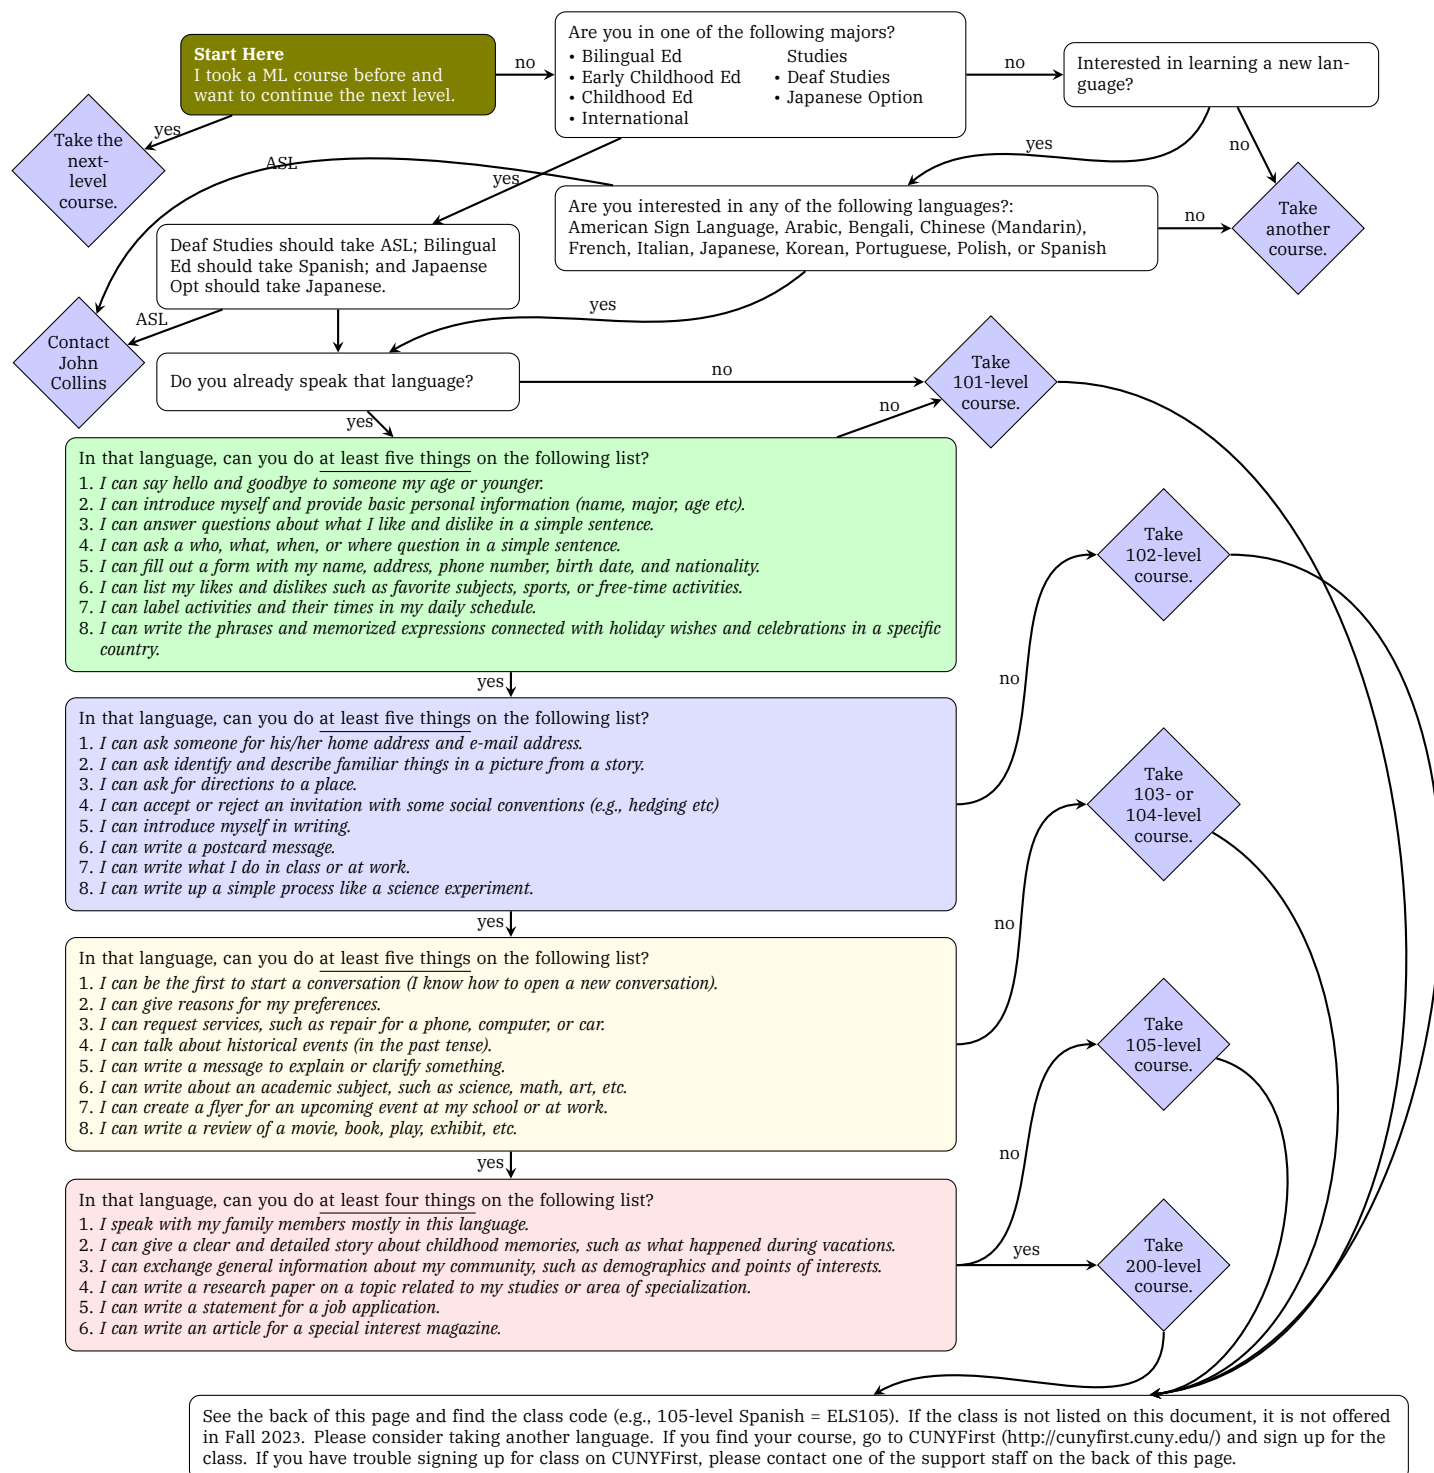 Start Here
I took a ML course before and
want to continue the next level.
no
Are you in one of the following majors?
• Bilingual Ed
• Early Childhood Ed
• Childhood Ed
• International
Studies
• Deaf Studies
• Japanese Option
no
Interested in learning a new lan-
guage?
yes
Take the
next-
level
course.
ASL
yes
yes
no
Are you interested in any of the following languages?:
American Sign Language, Arabic, Bengali, Chinese (Mandarin),
French, Italian, Japanese, Korean, Portuguese, Polish, or Spanish
no
Take
another
course.
Deaf Studies should take ASL; Bilingual
Ed should take Spanish; and Japaense
Opt should take Japanese.
ASL
yes
Contact
John
Collins
Do you already speak that language?
no
Take
101-level
course.
yes
no
In that language, can you do at least five things on the following list?
1. I can say hello and goodbye to someone my age or younger.
2. I can introduce myself and provide basic personal information (name, major, age etc).
3. I can answer questions about what I like and dislike in a simple sentence.
4. I can ask a who, what, when, or where question in a simple sentence.
5. I can fill out a form with my name, address, phone number, birth date, and nationality.
6. I can list my likes and dislikes such as favorite subjects, sports, or free-time activities.
7. I can label activities and their times in my daily schedule.
8. I can write the phrases and memorized expressions connected with holiday wishes and celebrations in a specific
country.
Take
102-level
course.
yes
no
In that language, can you do at least five things on the following list?
1. I can ask someone for his/her home address and e-mail address.
2. I can ask identify and describe familiar things in a picture from a story.
3. I can ask for directions to a place.
4. I can accept or reject an invitation with some social conventions (e.g., hedging etc)
5. I can introduce myself in writing.
6. I can write a postcard message.
7. I can write what I do in class or at work.
8. I can write up a simple process like a science experiment.
Take
103- or
104-level
course.
yes
no
In that language, can you do at least five things on the following list?
1. I can be the first to start a conversation (I know how to open a new conversation).
2. I can give reasons for my preferences.
3. I can request services, such as repair for a phone, computer, or car.
4. I can talk about historical events (in the past tense).
5. I can write a message to explain or clarify something.
6. I can write about an academic subject, such as science, math, art, etc.
7. I can create a flyer for an upcoming event at my school or at work.
8. I can write a review of a movie, book, play, exhibit, etc.
Take
105-level
course.
yes
no
In that language, can you do at least four things on the following list?
1. I speak with my family members mostly in this language.
2. I can give a clear and detailed story about childhood memories, such as what happened during vacations.
3. I can exchange general information about my community, such as demographics and points of interests.
4. I can write a research paper on a topic related to my studies or area of specialization.
5. I can write a statement for a job application.
6. I can write an article for a special interest magazine.
yes
Take
200-level
course.
See the back of this page and find the class code (e.g., 105-level Spanish = ELS105). If the class is not listed on this document, it is not offered
in Fall 2023. Please consider taking another language. If you find your course, go to CUNYFirst (http://cunyfirst.cuny.edu/) and sign up for the
class. If you have trouble signing up for class on CUNYFirst, please contact one of the support staff on the back of this page.